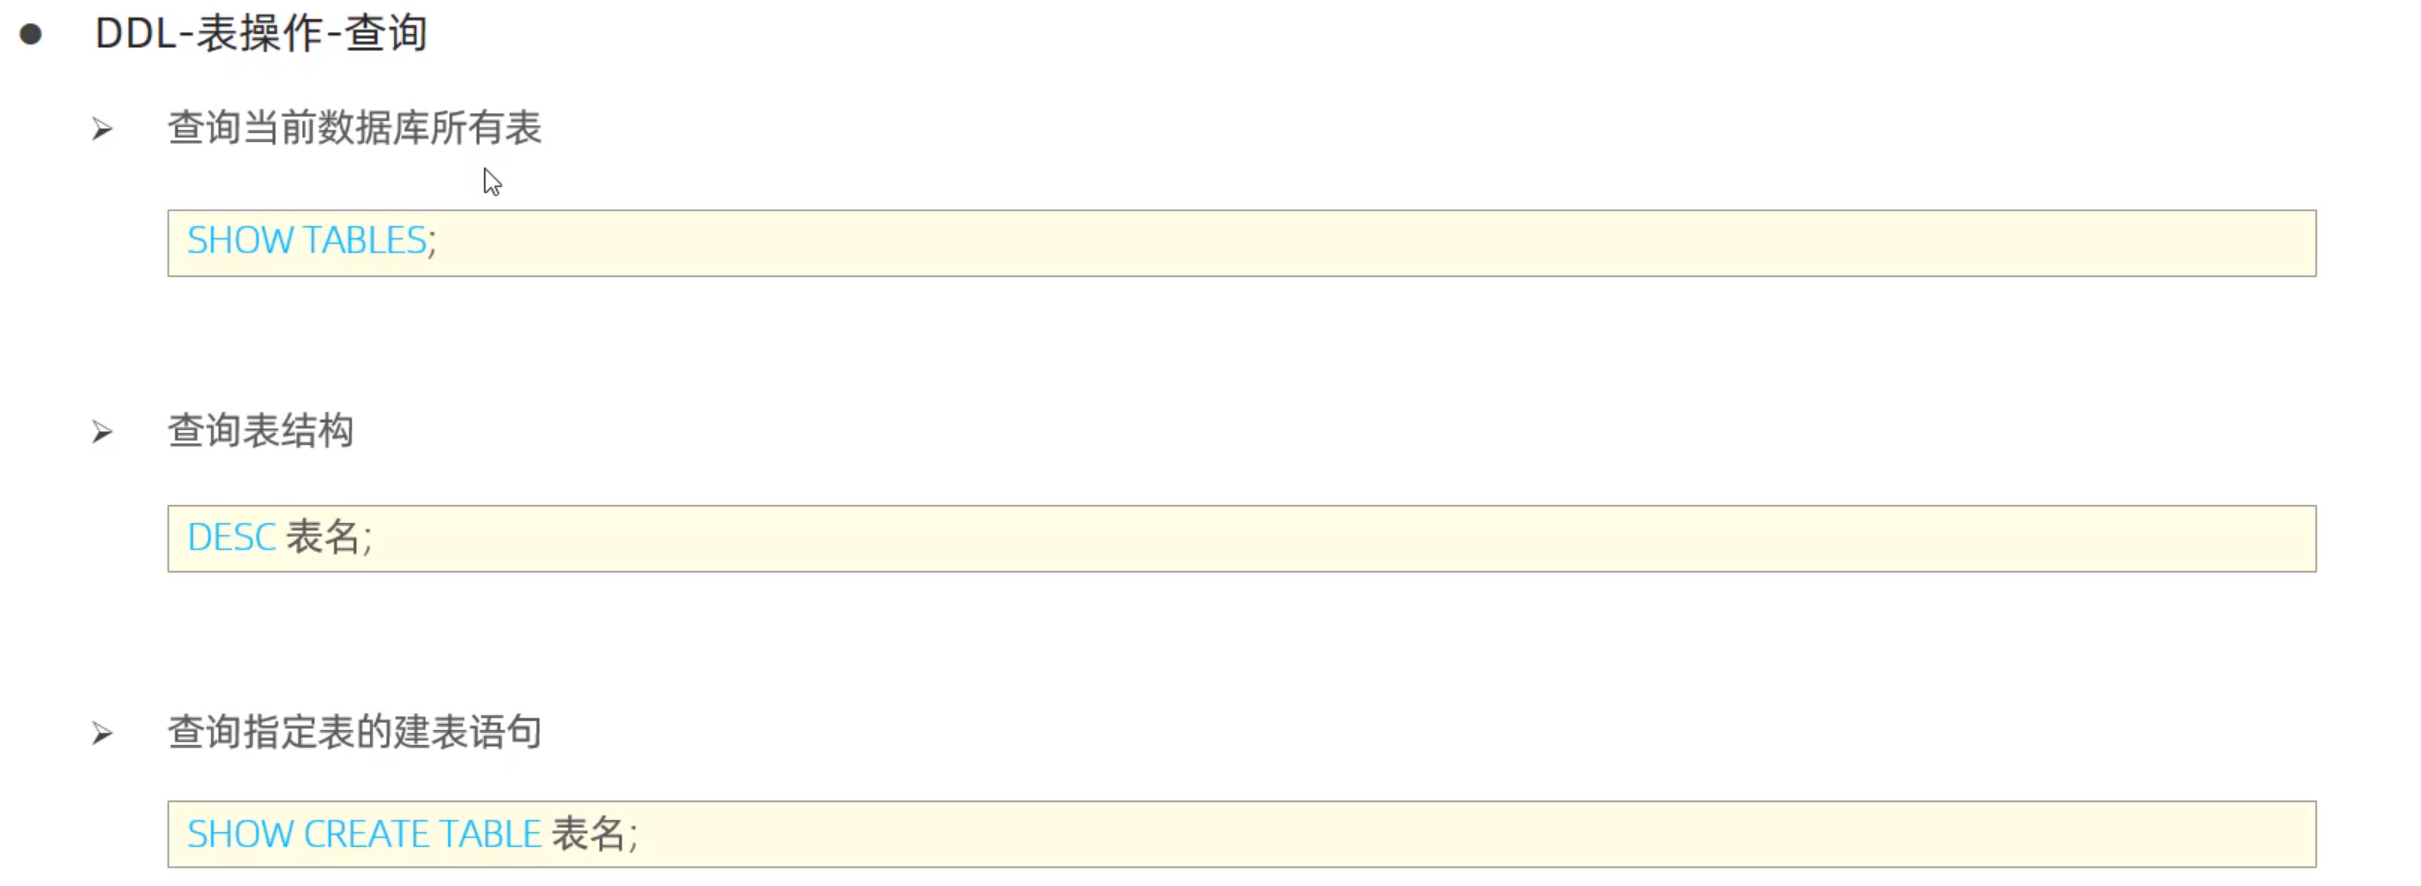 DDL-表操作-查询
查询当前数据库所有表
SHOW TABLES;
查询表结构
DESC 表名;
查询指定表的建表语句
SHOW CREATE TABLE 表名;